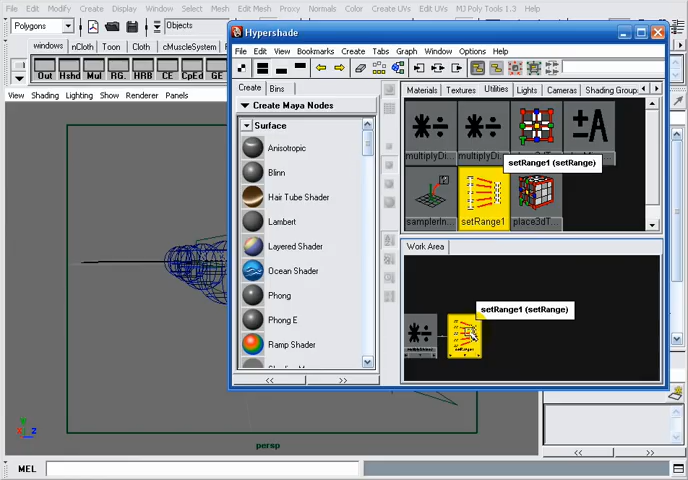 File Edit Modify Create Display Window Select Mesh Edit Mesh Proxy Normals Color Create UVs Edit UVs MJ Poly Tools 1.3
Polygons Objects
windows nCloth Toon Cloth cMuscleSystem
Out Hshd Mul RG. HRB CE CpEd GE
View Shading Lighting Show Renderer Panels
Hypershade
File Edit View Bookmarks Create Tabs Graph Window Options Help
Create Bins
Create Maya Nodes
Surface
Anisotropic
Blinn
Hair Tube Shader
Lambert
Layered Shader
Ocean Shader
Phong
Phong E
Ramp Shader
<< >>
Materials Textures Utilities Lights Cameras Shading Group
multiplyDi... multiplyDi...
setRange1 (setRange)
samplerIn... setRange1 place3dT...
Work Area
setRange1 (setRange)
y
x z
persp
<< >>
MEL